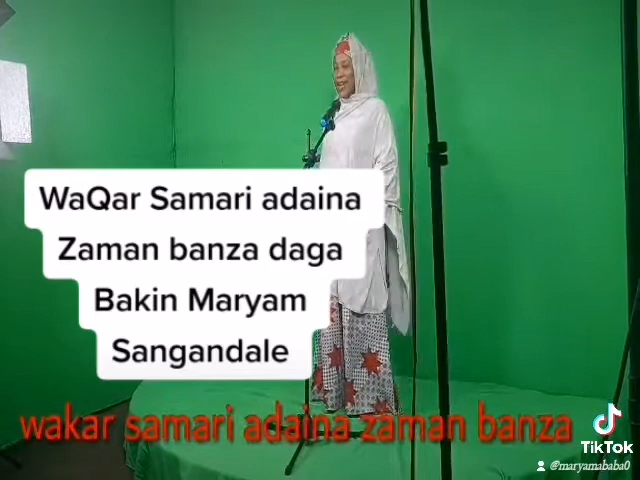 WaQar Samari adaina
Zaman banza daga
Bakin Maryam
Sangandale
wakar samari adaina zaman banza
TikTok
@maryamababa0